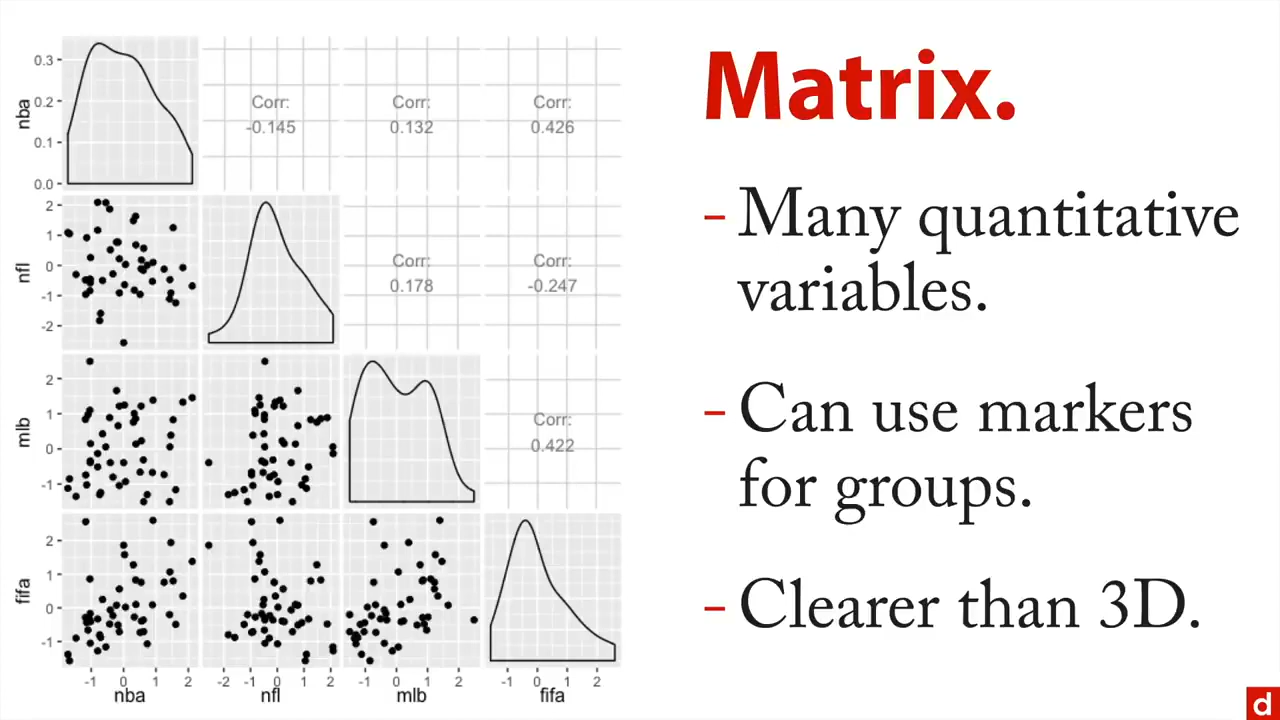 Matrix.
- Many quantitative
variables.
- Can use markers
for groups.
- Clearer than 3D.
nba
0.3
0.2
0.1
0.0
Corr:
-0.145
Corr:
0.132
Corr:
0.426
nfl
2
1
0
-1
-2
Corr:
0.178
Corr:
-0.247
mlb
2
1
0
-1
Corr:
0.422
fifa
2
1
0
-1
-1 0 1 2
nba
-2 -1 0 1 2
nfl
-1 0 1 2
mlb
-1 0 1 2
fifa
d